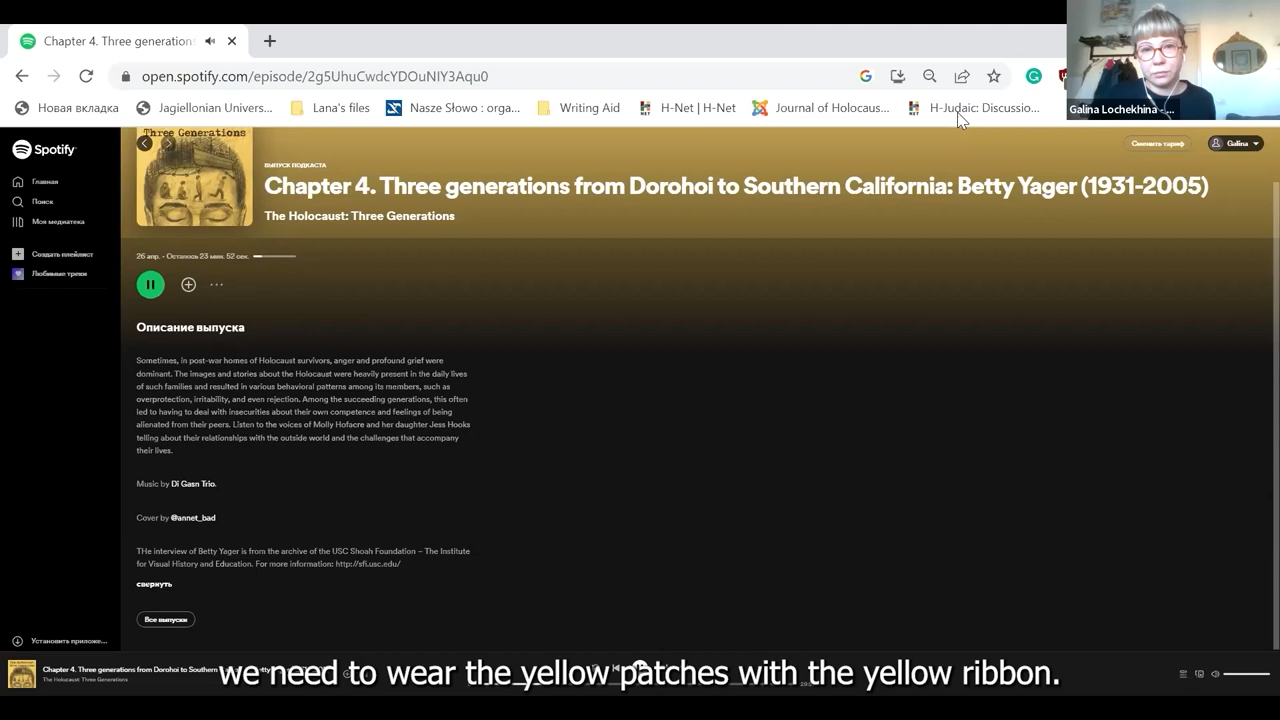 Chapter 4. Three generation
open.spotify.com/episode/2g5UhuCwdcYDOuNIY3Aqu0
Новая вкладка
Jagiellonian Univers...
Lana's files
Nasze Słowo : orga...
Writing Aid
H-Net | H-Net
Journal of Holocaus...
H-Judaic: Discussio...
Galina Lochekhina - ...
Spotify
Главная
Поиск
Моя медиатека
Создать плейлист
Любимые треки
Установить приложе...
Three Generations
Сменить тариф
Galina
ВЫПУСК ПОДКАСТА
Chapter 4. Three generations from Dorohoi to Southern California: Betty Yager (1931-2005)
The Holocaust: Three Generations
26 апр. · Осталось 23 мин. 52 сек.
Описание выпуска
Sometimes, in post-war homes of Holocaust survivors, anger and profound grief were
dominant. The images and stories about the Holocaust were heavily present in the daily lives
of such families and resulted in various behavioral patterns among its members, such as
overprotection, irritability, and even rejection. Among the succeeding generations, this often
led to having to deal with insecurities about their own competence and feelings of being
alienated from their peers. Listen to the voices of Molly Hofacre and her daughter Jess Hooks
telling about their relationships with the outside world and the challenges that accompany
their lives.
Music by Di Gasn Trio.
Cover by @annet_bad
THe interview of Betty Yager is from the archive of the USC Shoah Foundation – The Institute
for Visual History and Education. For more information: http://sfi.usc.edu/
свернуть
Все выпуски
Chapter 4. Three generations from Dorohoi to Southern
The Holocaust: Three Generations
we need to wear the yellow patches with the yellow ribbon.